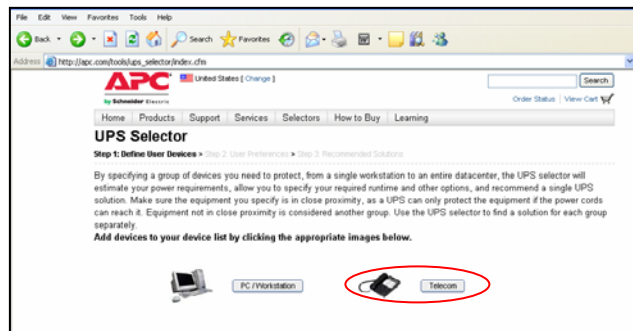 File Edit View Favorites Tools Help
Back Search Favorites
Address http://apc.com/tools/ups_selector/index.cfm
APC United States [ Change ] Search
by Schneider Electric Order Status View Cart
Home Products Support Services Selectors How to Buy Learning
UPS Selector
Step 1: Define User Devices » Step 2: User Preferences » Step 3: Recommended Solutions
By specifying a group of devices you need to protect, from a single workstation to an entire datacenter, the UPS selector will
estimate your power requirements, allow you to specify your required runtime and other options, and recommend a single UPS
solution. Make sure the equipment you specify is in close proximity, as a UPS can only protect the equipment if the power cords
can reach it. Equipment not in close proximity is considered another group. Use the UPS selector to find a solution for each group
separately.
Add devices to your device list by clicking the appropriate images below.
PC / Workstation Telecom